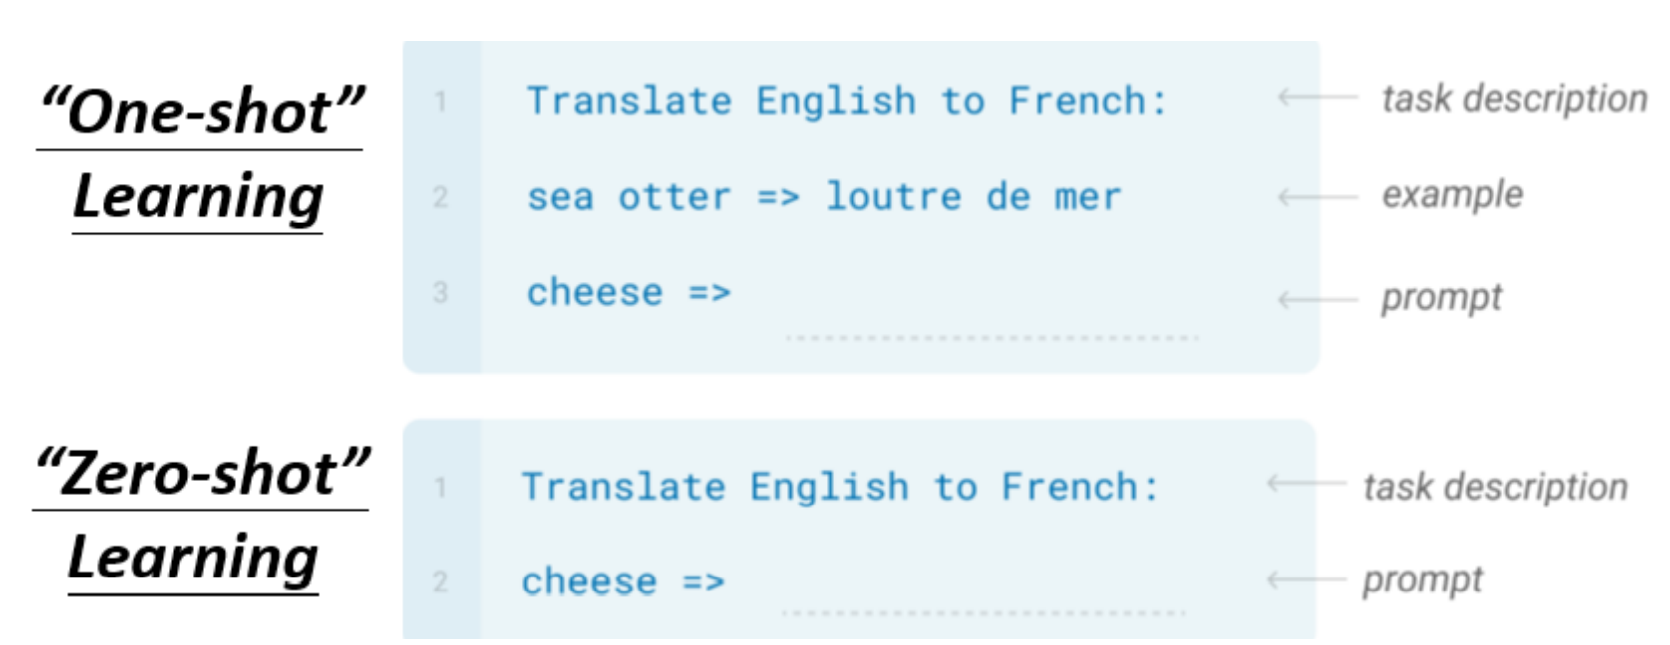 “One-shot”
Learning
1 Translate English to French: ← task description
2 sea otter => loutre de mer ← example
3 cheese => ← prompt
“Zero-shot”
Learning
1 Translate English to French: ← task description
2 cheese => ← prompt